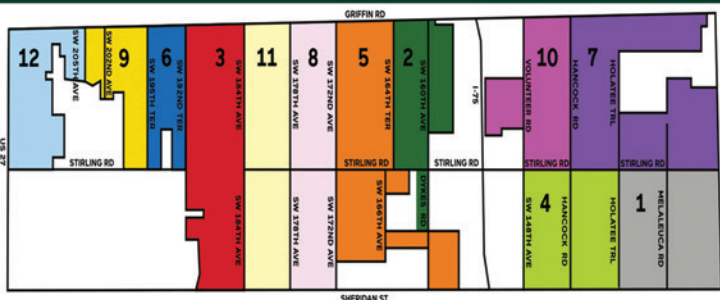 GRIFFIN RD
12
SW 205TH AVE
SW 202ND AVE
9
6
SW 195TH TER
SW 192ND TER
3
SW 184TH AVE
11
8
SW 178TH AVE
SW 172ND AVE
5
SW 164TH TER
2
SW 160TH AVE
I-75
10
VOLUNTEER RD
7
HANCOCK RD
HOLATEE TRL
US 27
STIRLING RD
STIRLING RD
STIRLING RD
STIRLING RD
STIRLING RD
SW 184TH AVE
SW 178TH AVE
SW 172ND AVE
SW 166TH AVE
DYKES RD
4
SW 148TH AVE
HANCOCK RD
HOLATEE TRL
1
MELALEUCA RD
SHERIDAN ST